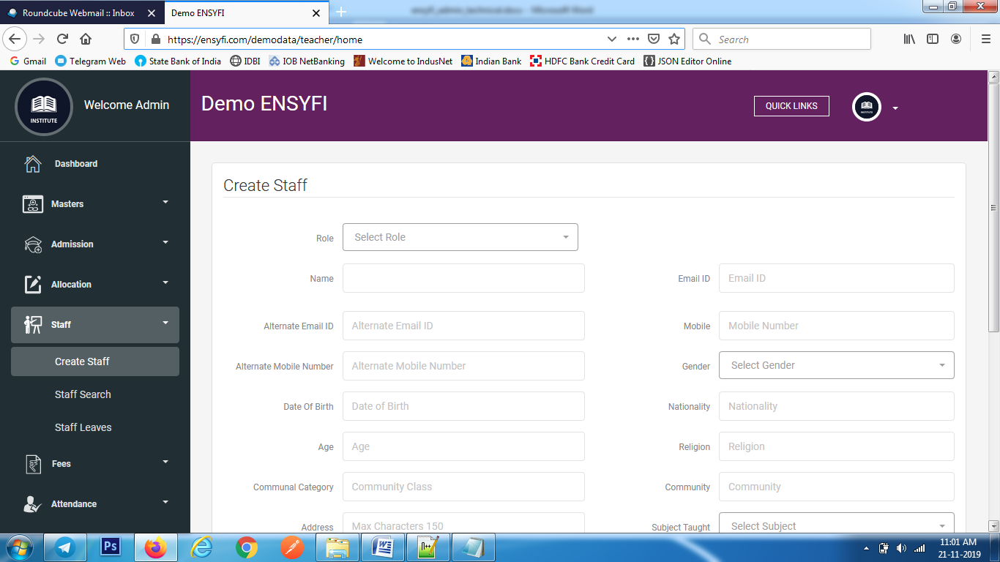 ensyfi_admin_technical.docx - Microsoft Word
Roundcube Webmail :: Inbox
Demo ENSYFI
https://ensyfi.com/demodata/teacher/home
Search
Gmail
Telegram Web
State Bank of India
IDBI
IOB NetBanking
Welcome to IndusNet
Indian Bank
HDFC Bank Credit Card
JSON Editor Online
INSTITUTE
Welcome Admin
Demo ENSYFI
QUICK LINKS
Dashboard
Masters
Admission
Allocation
Staff
Create Staff
Staff Search
Staff Leaves
Fees
Attendance
Create Staff
Role
Select Role
Name
Email ID
Email ID
Alternate Email ID
Alternate Email ID
Mobile
Mobile Number
Alternate Mobile Number
Alternate Mobile Number
Gender
Select Gender
Date Of Birth
Date of Birth
Nationality
Nationality
Age
Age
Religion
Religion
Communal Category
Community Class
Community
Community
Address
Max Characters 150
Subject Taught
Select Subject
Ps
11:01 AM
21-11-2019